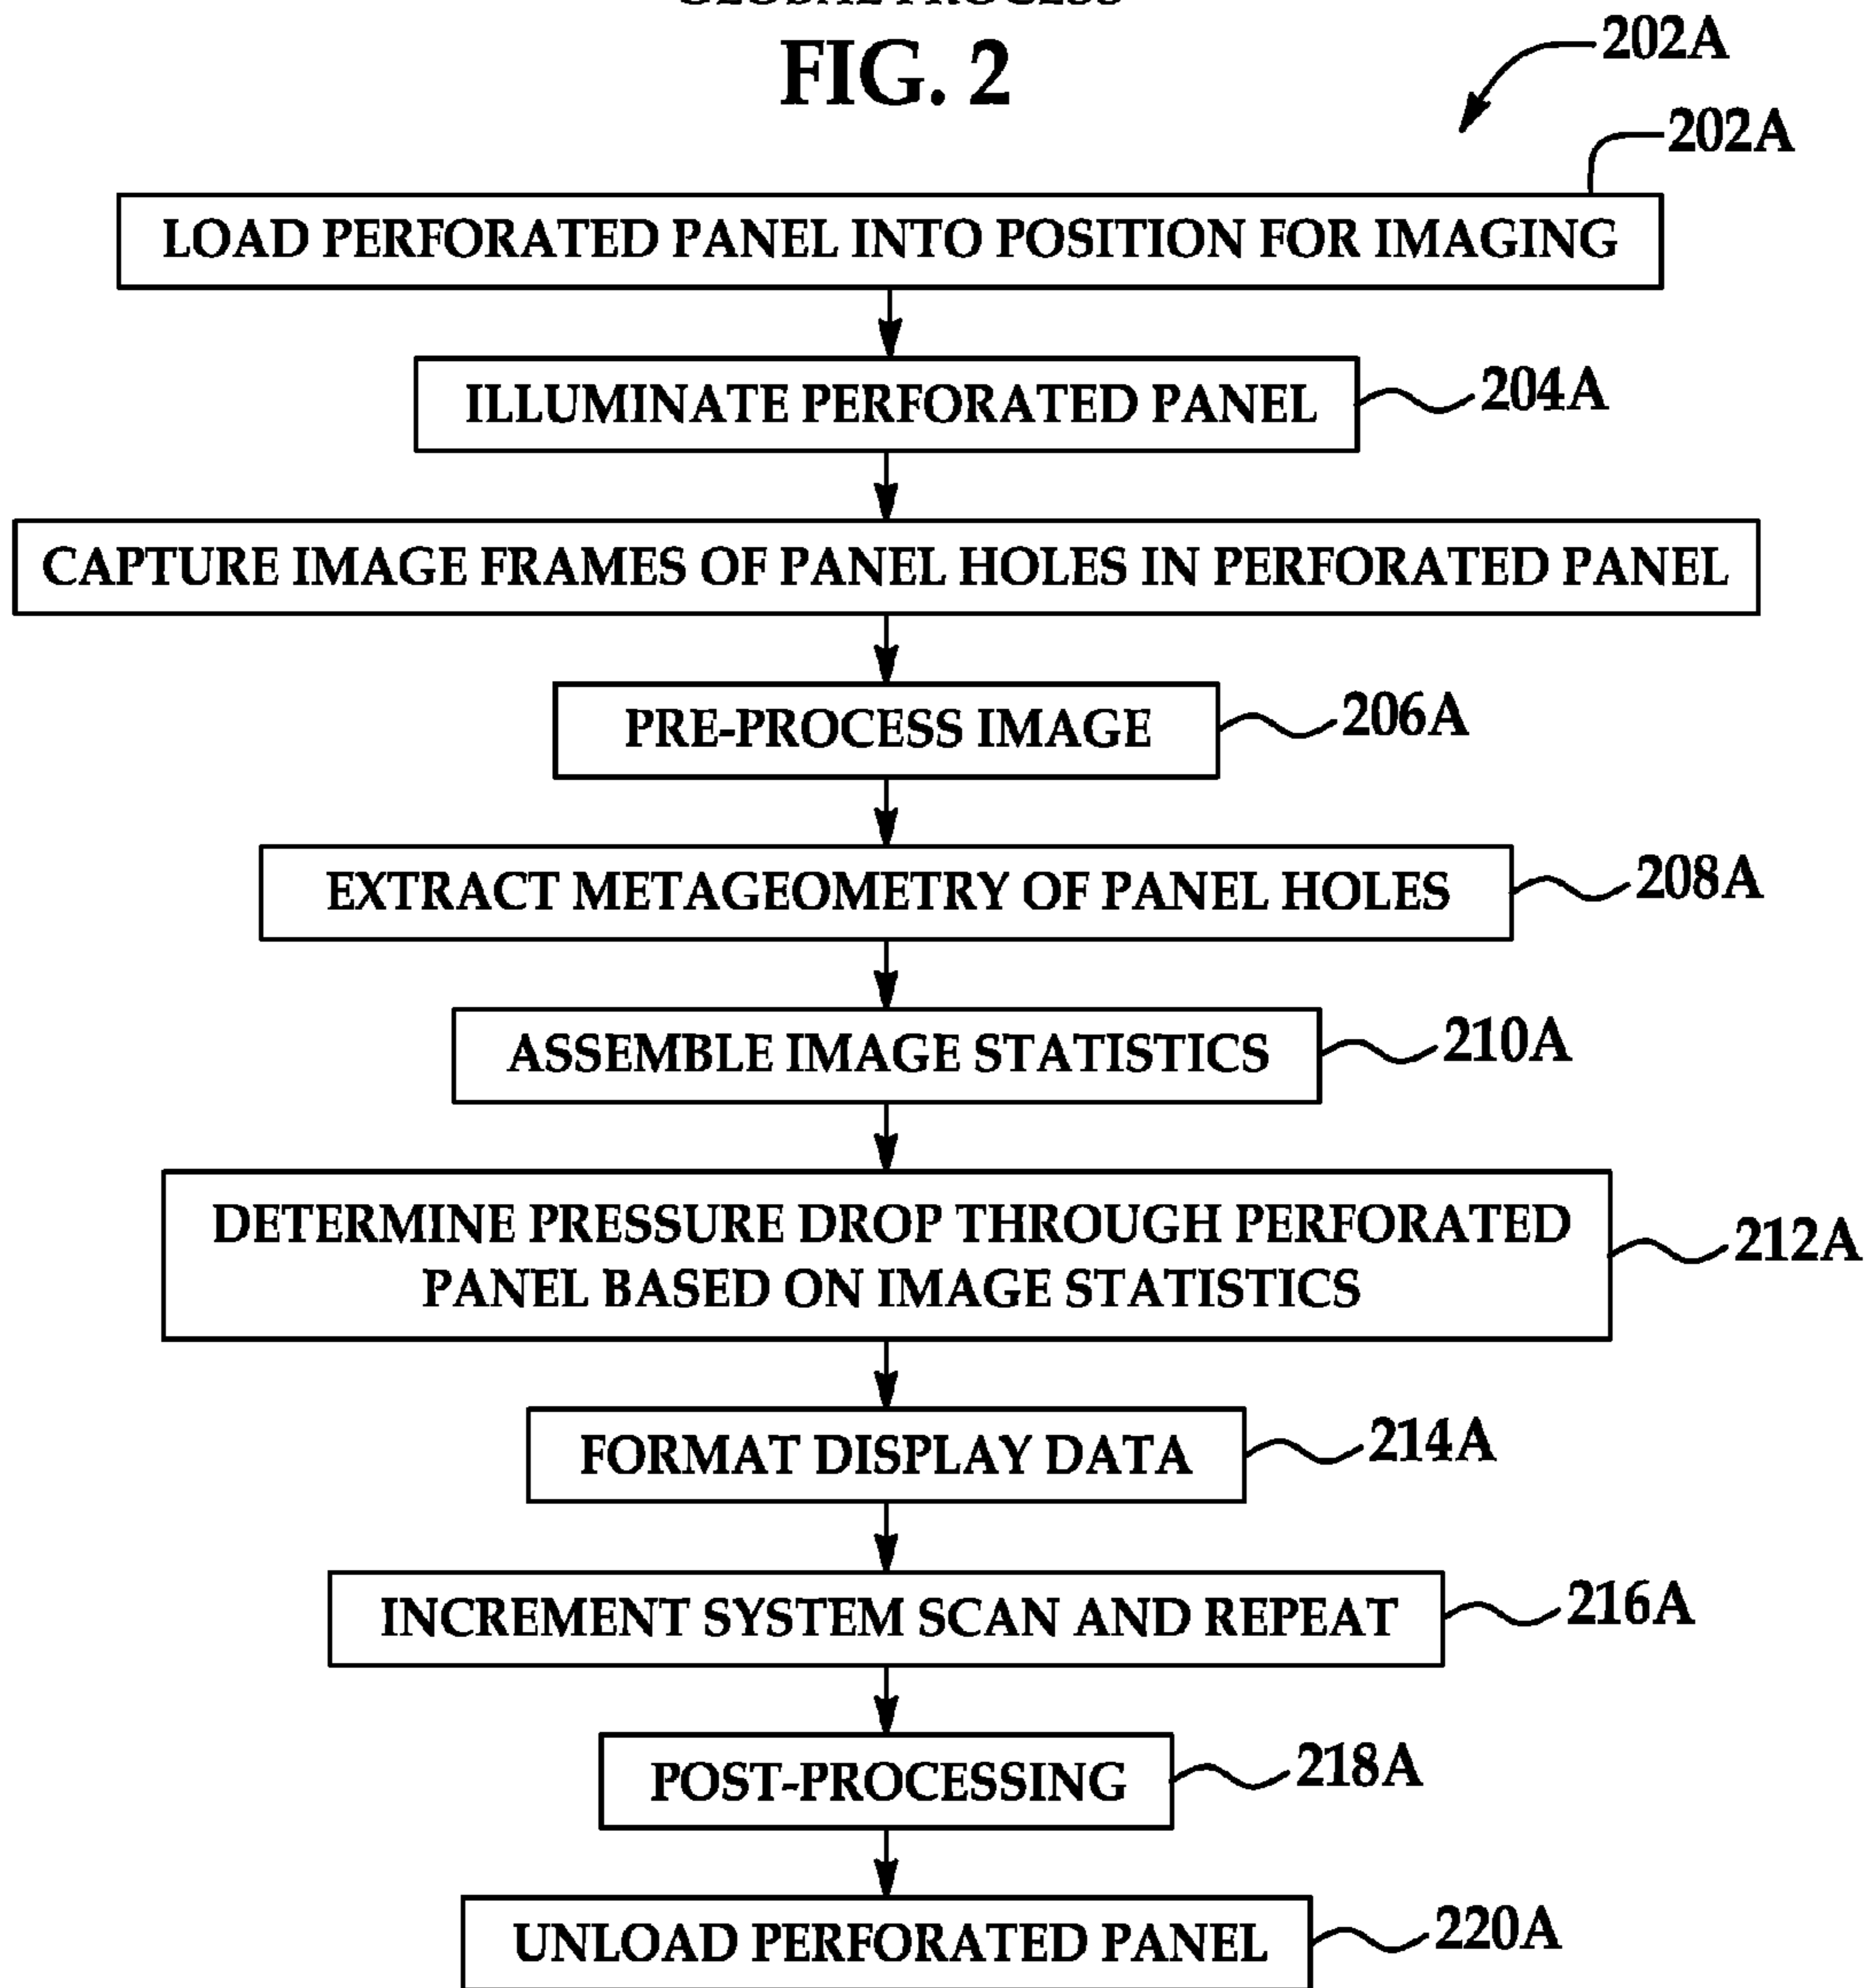 FIG. 2
202A
202A
LOAD PERFORATED PANEL INTO POSITION FOR IMAGING
ILLUMINATE PERFORATED PANEL
204A
CAPTURE IMAGE FRAMES OF PANEL HOLES IN PERFORATED PANEL
PRE-PROCESS IMAGE
206A
EXTRACT METAGEOMETRY OF PANEL HOLES
208A
ASSEMBLE IMAGE STATISTICS
210A
DETERMINE PRESSURE DROP THROUGH PERFORATED
PANEL BASED ON IMAGE STATISTICS
212A
FORMAT DISPLAY DATA
214A
INCREMENT SYSTEM SCAN AND REPEAT
216A
POST-PROCESSING
218A
UNLOAD PERFORATED PANEL
220A